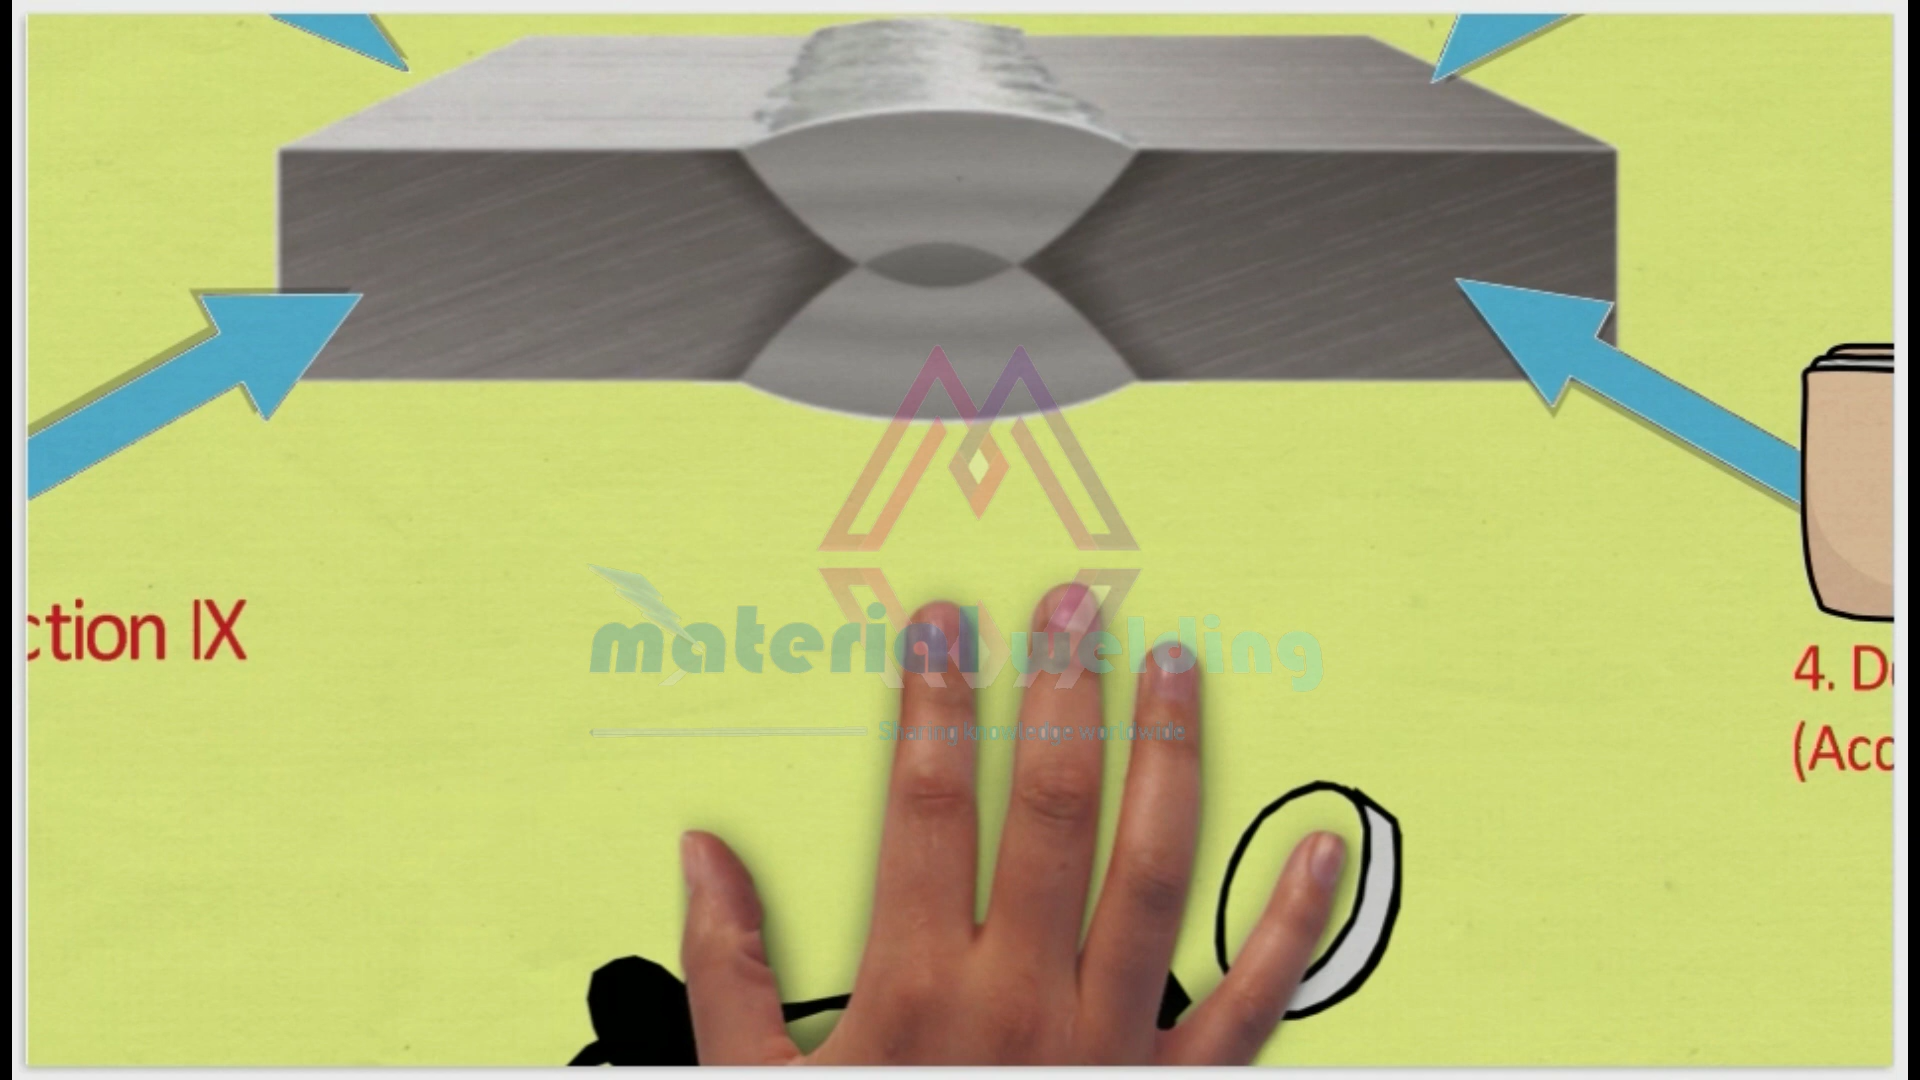 ction IX
material welding
Sharing knowledge worldwide
4. D
(Acc